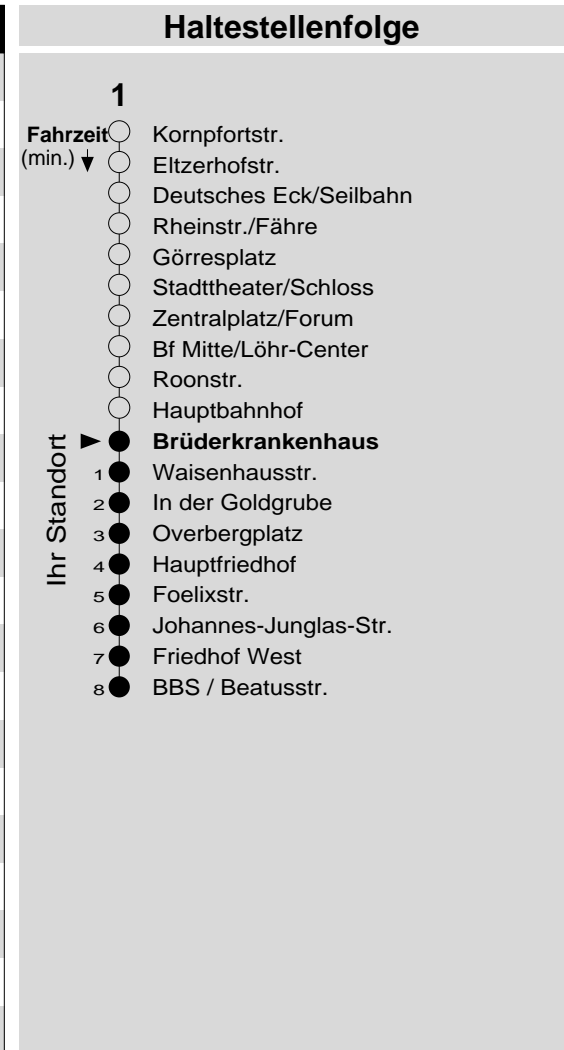 Haltestellenfolge
1
Fahrzeit
(min.)
Kornpfortstr.
Eltzerhofstr.
Deutsches Eck/Seilbahn
Rheinstr./Fähre
Görresplatz
Stadttheater/Schloss
Zentralplatz/Forum
Bf Mitte/Löhr-Center
Roonstr.
Hauptbahnhof
Ihr Standort
Brüderkrankenhaus
1 Waisenhausstr.
2 In der Goldgrube
3 Overbergplatz
4 Hauptfriedhof
5 Foelixstr.
6 Johannes-Junglas-Str.
7 Friedhof West
8 BBS / Beatusstr.